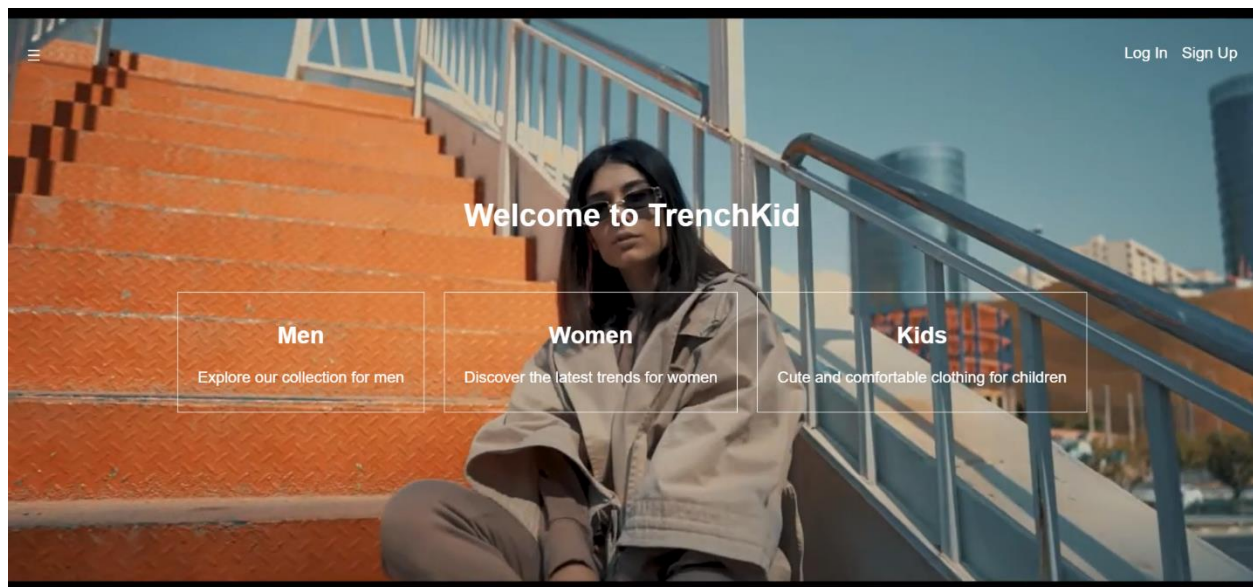 ☰
Log In Sign Up
Welcome to TrenchKid
Men
Women
Kids
Explore our collection for men
Discover the latest trends for women
Cute and comfortable clothing for children